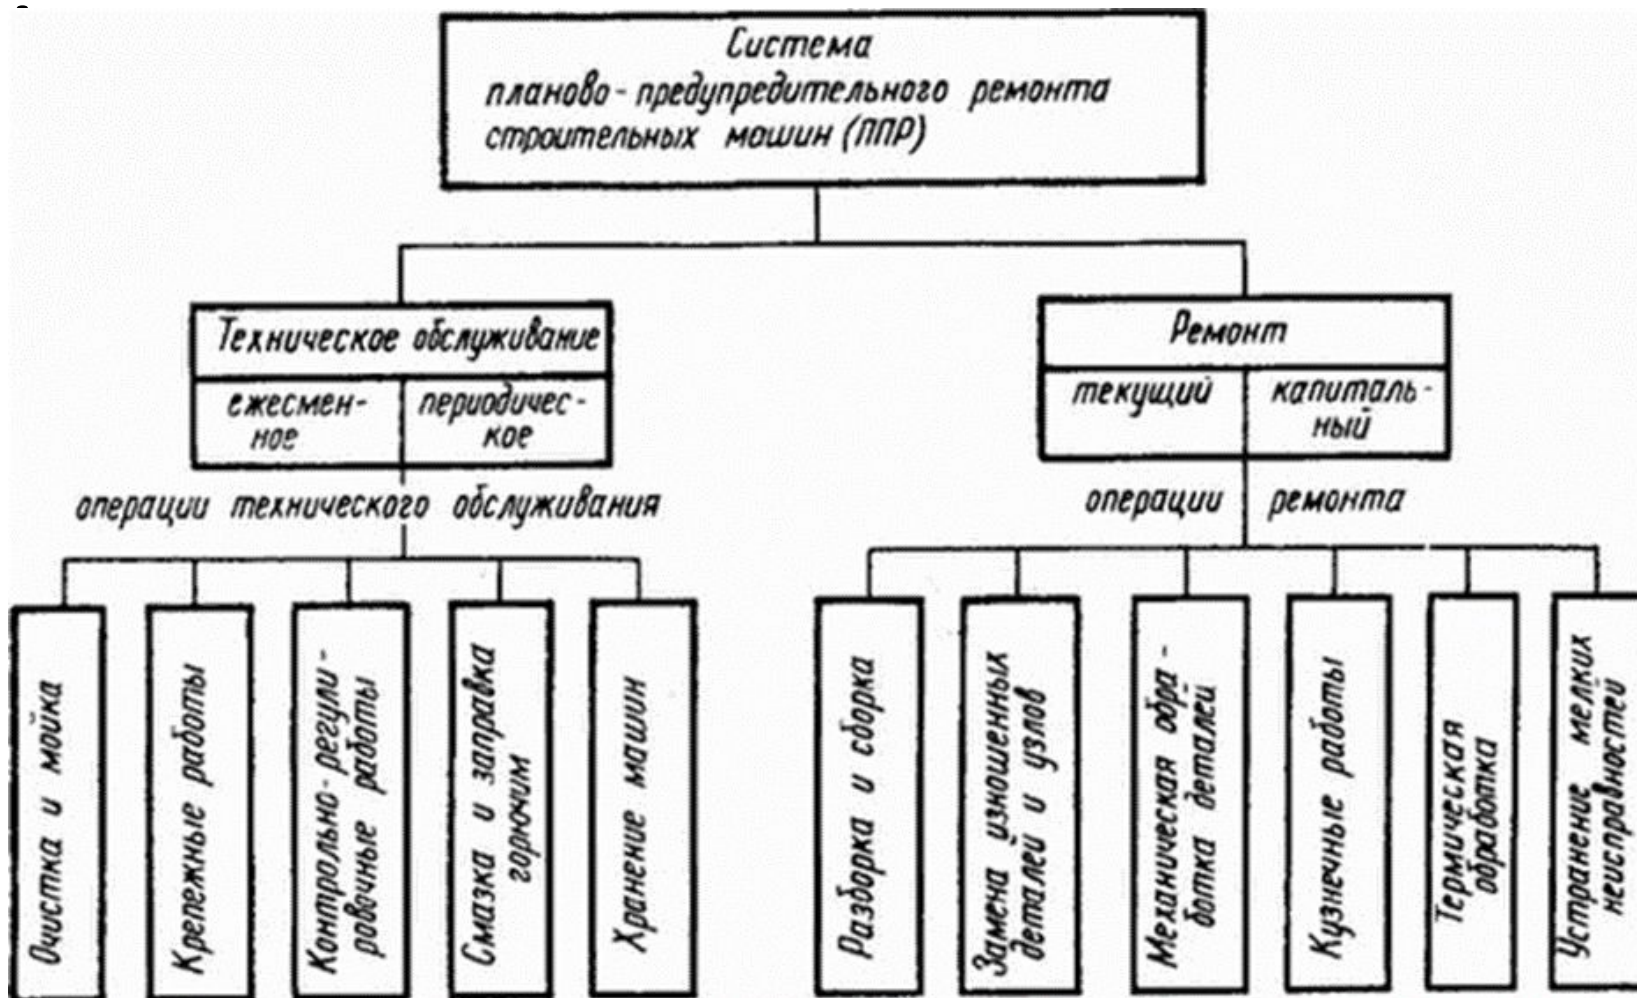 Система
планово-предупредительного ремонта
строительных машин (ППР)
Техническое обслуживание
ежесмен-
ное
периодичес-
кое
операции технического обслуживания
Очистка и мойка
Крепежные работы
Контрольно-регули-
ровочные работы
Смазка и заправка
горючим
Хранение машин
Ремонт
текущий
капиталь-
ный
операции ремонта
Разборка и сборка
Замена изношенных
деталей и узлов
Механическая обра-
ботка деталей
Кузнечные работы
Термическая
обработка
Устранение мелких
неисправностей